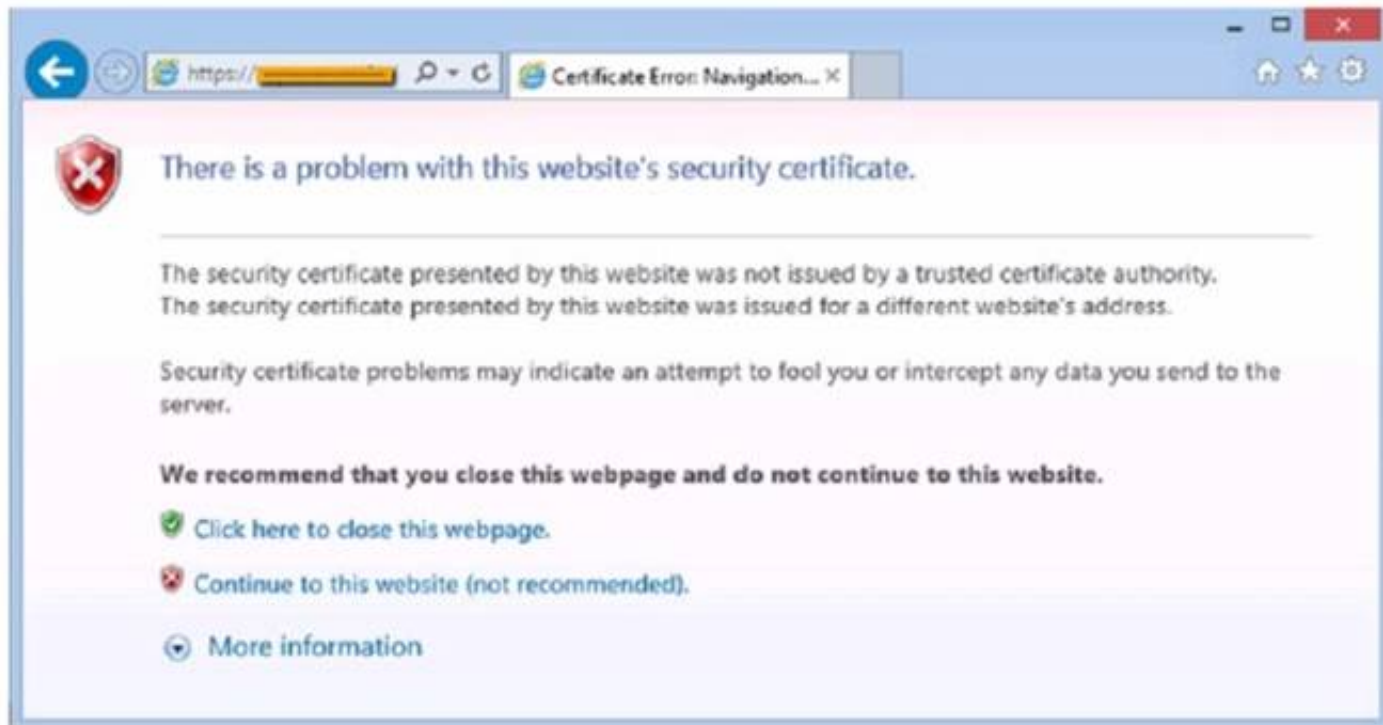 https://
Certificate Error: Navigation...
There is a problem with this website's security certificate.
The security certificate presented by this website was not issued by a trusted certificate authority.
The security certificate presented by this website was issued for a different website's address.
Security certificate problems may indicate an attempt to fool you or intercept any data you send to the
server.
We recommend that you close this webpage and do not continue to this website.
Click here to close this webpage.
Continue to this website (not recommended).
More information